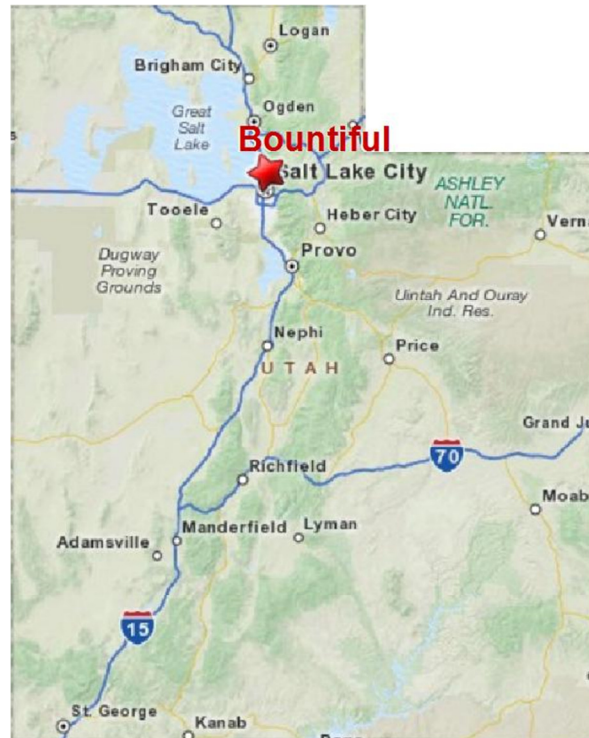 Logan
Brigham City
Great
Salt
Lake
Ogden
Bountiful
Salt Lake City
ASHLEY
NATL.
FOR.
Tooele
Heber City
Vern
Dugway
Proving
Grounds
Provo
Uintah And Ouray
Ind. Res.
Nephi
Price
UTAH
Grand Ju
70
Richfield
Moab
Manderfield
Lyman
Adamsville
15
St. George
Kanab